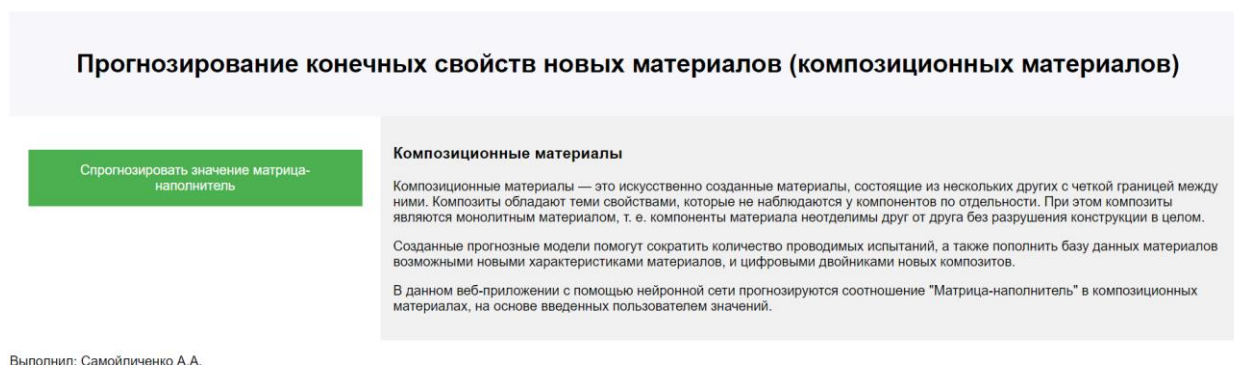 Прогнозирование конечных свойств новых материалов (композиционных материалов)
Спрогнозировать значение матрица-
наполнитель
Композиционные материалы
Композиционные материалы — это искусственно созданные материалы, состоящие из нескольких других с четкой границей между
ними. Композиты обладают теми свойствами, которые не наблюдаются у компонентов по отдельности. При этом композиты
являются монолитным материалом, т. е. компоненты материала неотделимы друг от друга без разрушения конструкции в целом.
Созданные прогнозные модели помогут сократить количество проводимых испытаний, а также пополнить базу данных материалов
возможными новыми характеристиками материалов, и цифровыми двойниками новых композитов.
В данном веб-приложении с помощью нейронной сети прогнозируются соотношение "Матрица-наполнитель" в композиционных
материалах, на основе введенных пользователем значений.
Выполнил: Самойличенко А.А.